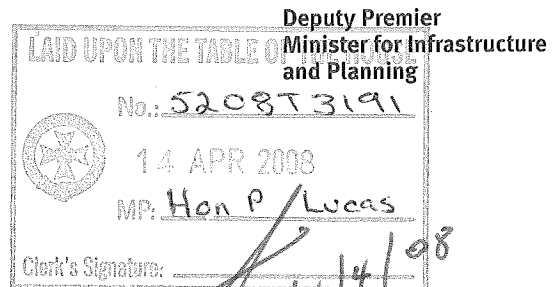 Deputy Premier
Minister for Infrastructure
and Planning
LAID UPON THE TABLE OF THE HOUSE
No.: 5208T3191
14 APR 2008
MP: Hon P Lucas
Clerk's Signature:
14/4/08